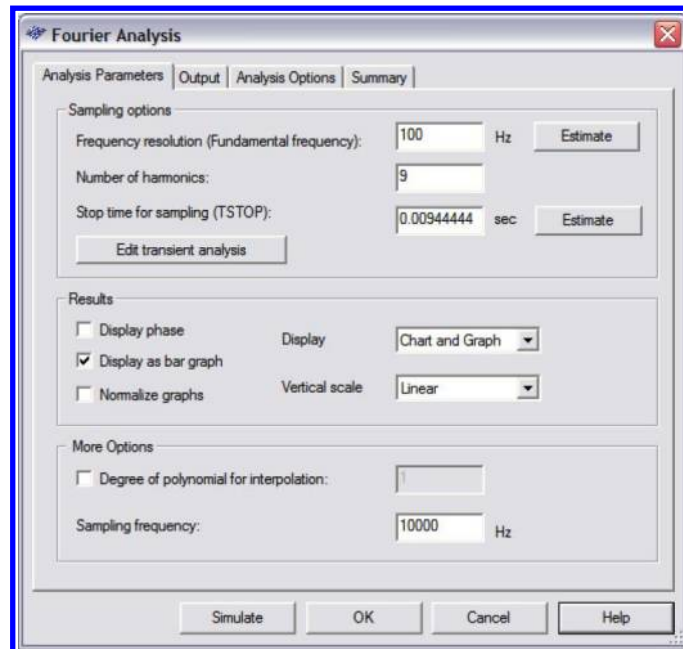 Fourier Analysis
Analysis Parameters Output Analysis Options Summary
Sampling options
Frequency resolution (Fundamental frequency): 100 Hz Estimate
Number of harmonics: 9
Stop time for sampling (TSTOP): 0.00944444 sec Estimate
Edit transient analysis
Results
Display phase
Display Chart and Graph
Display as bar graph
Vertical scale Linear
Normalize graphs
More Options
Degree of polynomial for interpolation: 1
Sampling frequency: 10000 Hz
Simulate OK Cancel Help